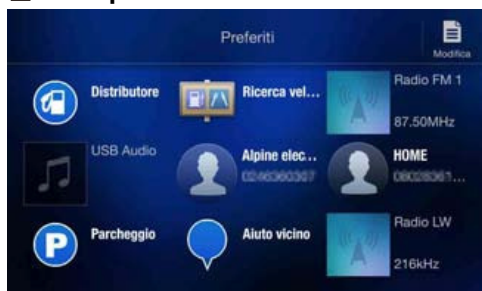 Preferiti
Modifica
Distributore
Ricerca vel...
Radio FM 1
87.50MHz
USB Audio
Alpine elec...
HOME
Parcheggio
Aiuto vicino
Radio LW
216kHz
P